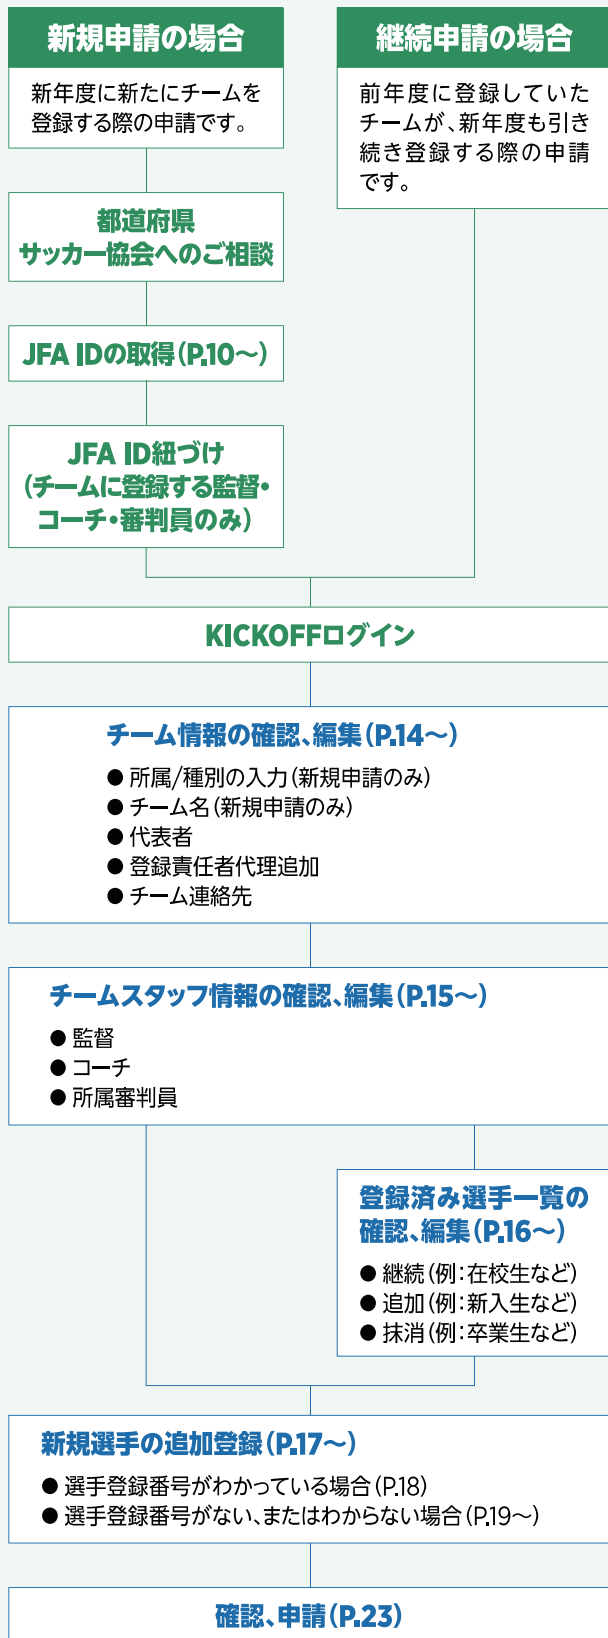 新規申請の場合
新年度に新たにチームを
登録する際の申請です。
継続申請の場合
前年度に登録していた
チームが、新年度も引き
続き登録する際の申請
です。
都道府県
サッカー協会へのご相談
JFA IDの取得(P.10〜)
JFA ID紐づけ
(チームに登録する監督・
コーチ・審判員のみ)
KICKOFFログイン
チーム情報の確認、編集(P.14〜)
● 所属/種別の入力(新規申請のみ)
● チーム名(新規申請のみ)
● 代表者
● 登録責任者代理追加
● チーム連絡先
チームスタッフ情報の確認、編集(P.15〜)
● 監督
● コーチ
● 所属審判員
登録済み選手一覧の
確認、編集(P.16〜)
● 継続(例:在校生など)
● 追加(例:新入生など)
● 抹消(例:卒業生など)
新規選手の追加登録(P.17〜)
● 選手登録番号がわかっている場合(P.18)
● 選手登録番号がない、またはわからない場合(P.19〜)
確認、申請(P.23)